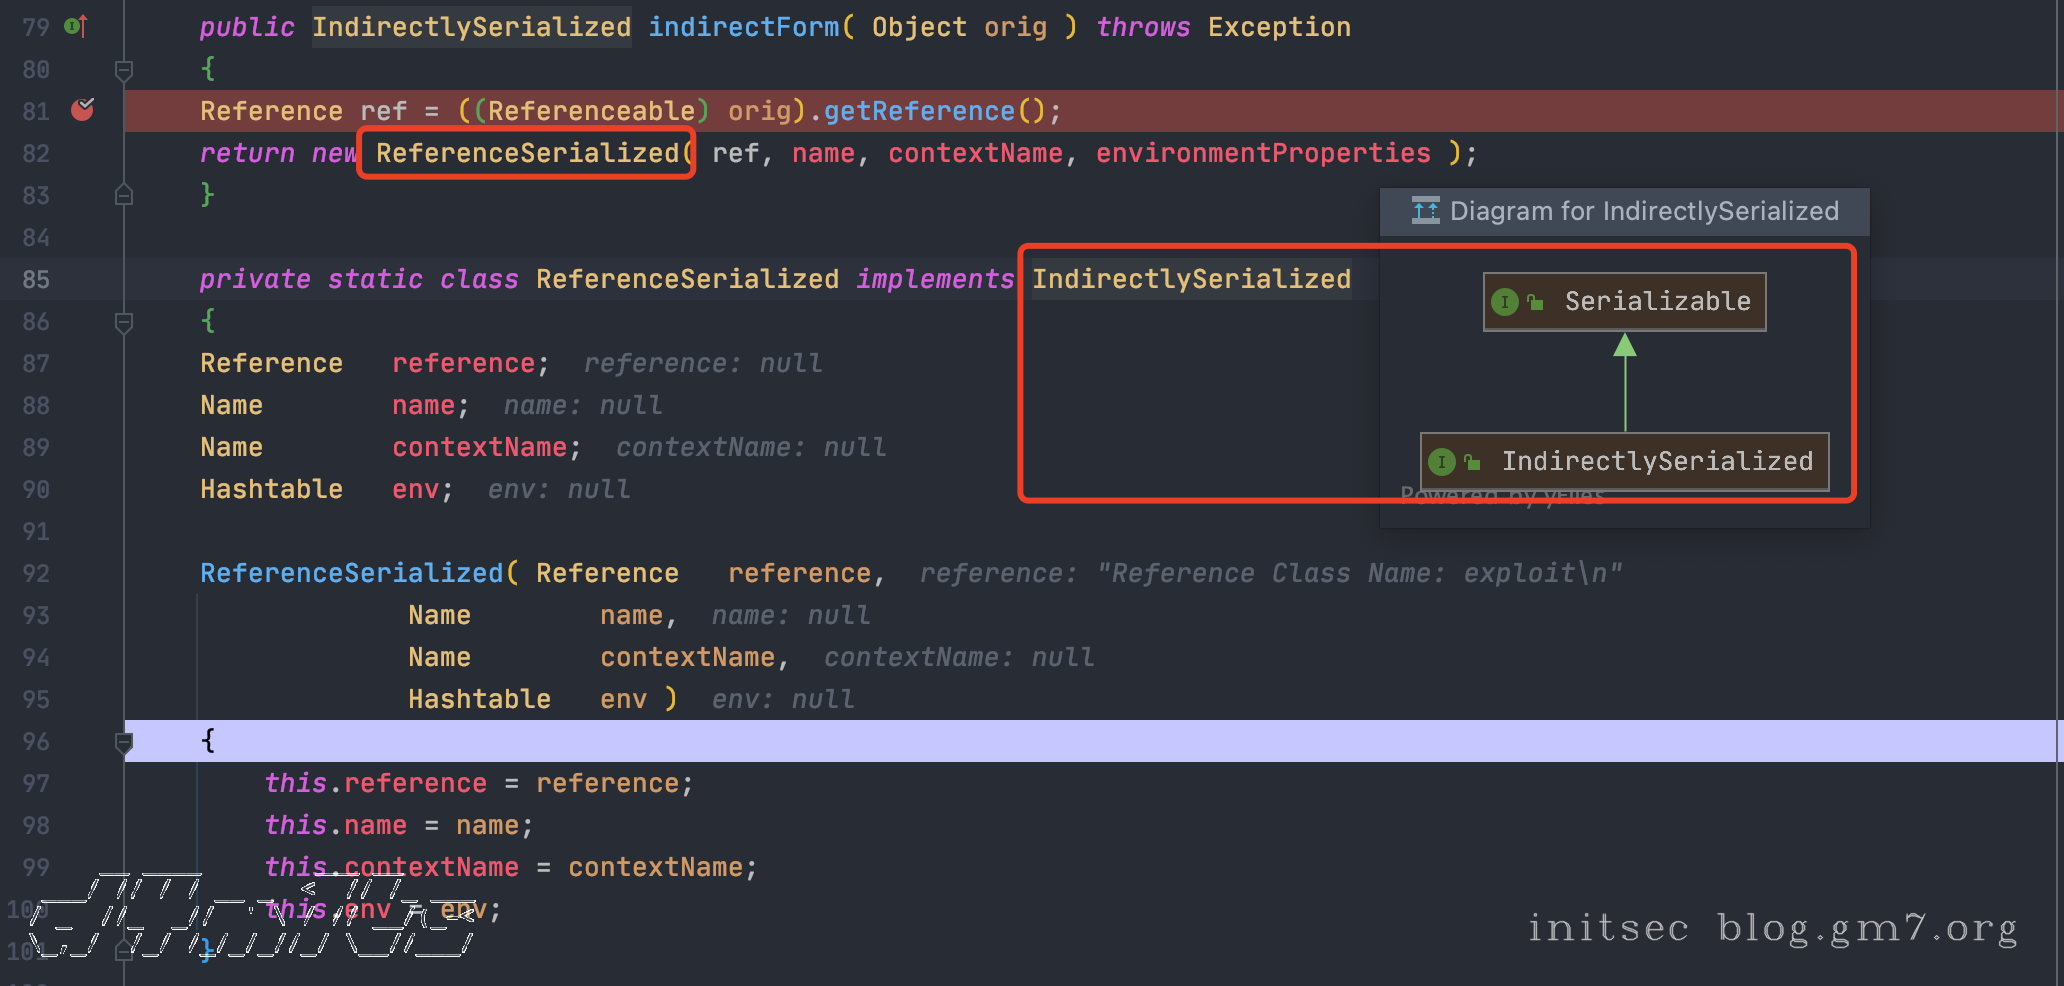 79 public IndirectlySerialized indirectForm( Object orig ) throws Exception
80 {
81 Reference ref = ((Referenceable) orig).getReference();
82 return new ReferenceSerialized( ref, name, contextName, environmentProperties );
83 }
84
Diagram for IndirectlySerialized
85 private static class ReferenceSerialized implements IndirectlySerialized
Serializable
86 {
87 Reference reference; reference: null
88 Name name; name: null
89 Name contextName; contextName: null
IndirectlySerialized
90 Hashtable env; env: null
Powered by yFiles
91
92 ReferenceSerialized( Reference reference, reference: "Reference Class Name: exploit\n"
93 Name name, name: null
94 Name contextName, contextName: null
95 Hashtable env ) env: null
96 {
97 this.reference = reference;
98 this.name = name;
99 this.contextName = contextName;
100 this.env = env;
initsec blog.gm7.org
101 }